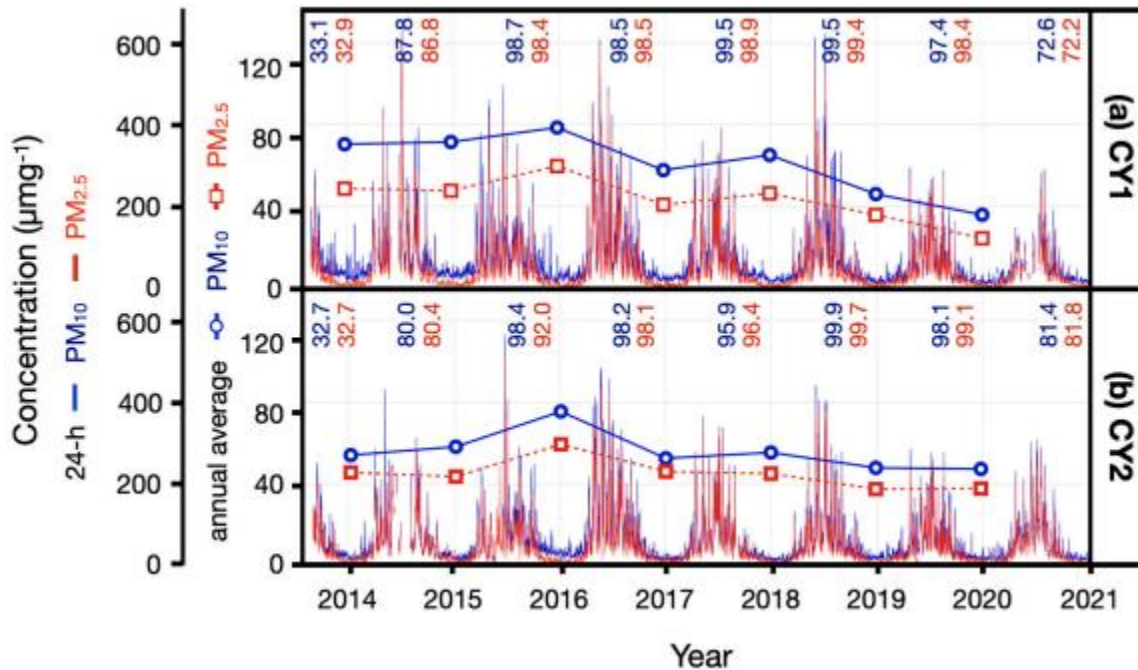 Concentration (μmg⁻¹)
24-h — PM10 — PM2.5
annual average PM10 PM2.5
600
400
200
0
600
400
200
0
120
80
40
0
120
80
40
0
33.1 87.8 98.7 98.5 99.5 99.5 97.4 72.6
32.9 86.8 98.4 98.5 98.9 99.4 98.4 72.2
(a) CY1
32.7 80.0 98.4 98.2 95.9 99.9 98.1 81.4
32.7 80.4 92.0 98.1 96.4 99.7 99.1 81.8
(b) CY2
2014 2015 2016 2017 2018 2019 2020 2021
Year